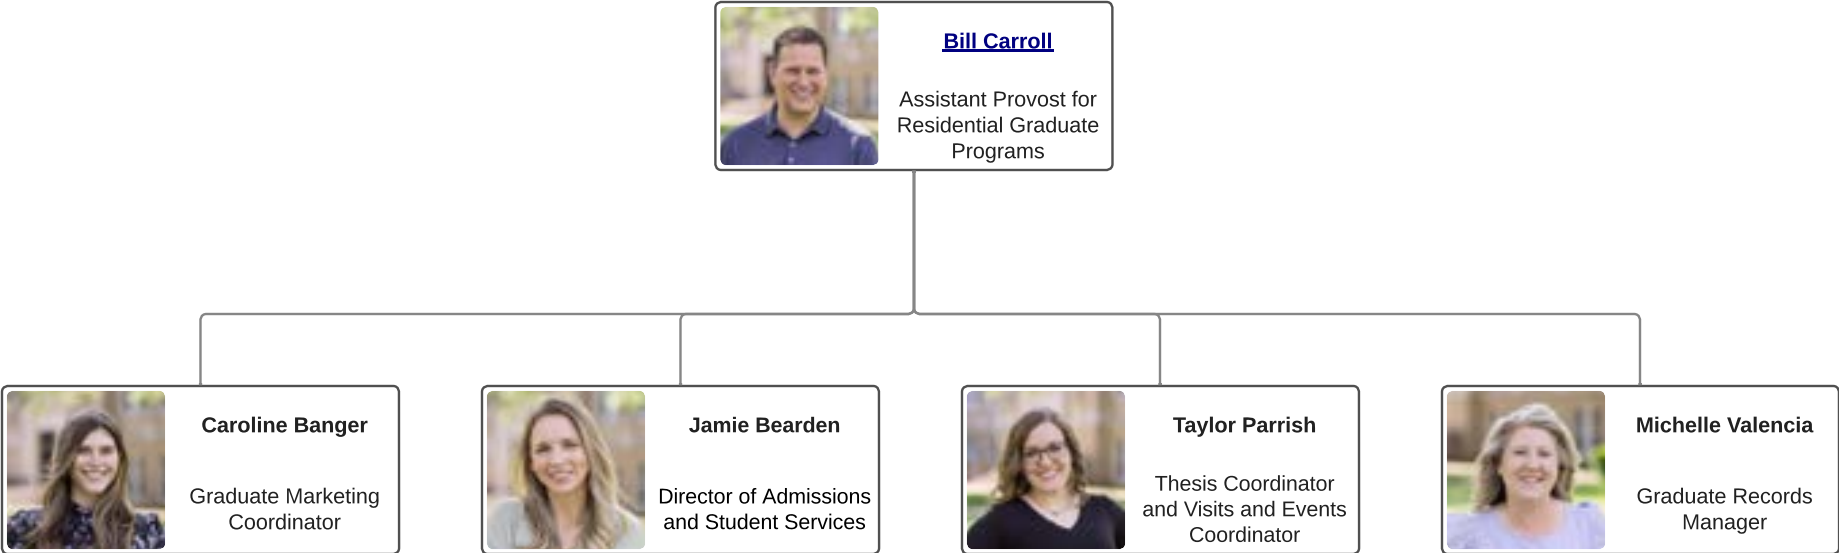 Bill Carroll
Assistant Provost for
Residential Graduate
Programs
Caroline Banger
Graduate Marketing
Coordinator
Jamie Bearden
Director of Admissions
and Student Services
Taylor Parrish
Thesis Coordinator
and Visits and Events
Coordinator
Michelle Valencia
Graduate Records
Manager